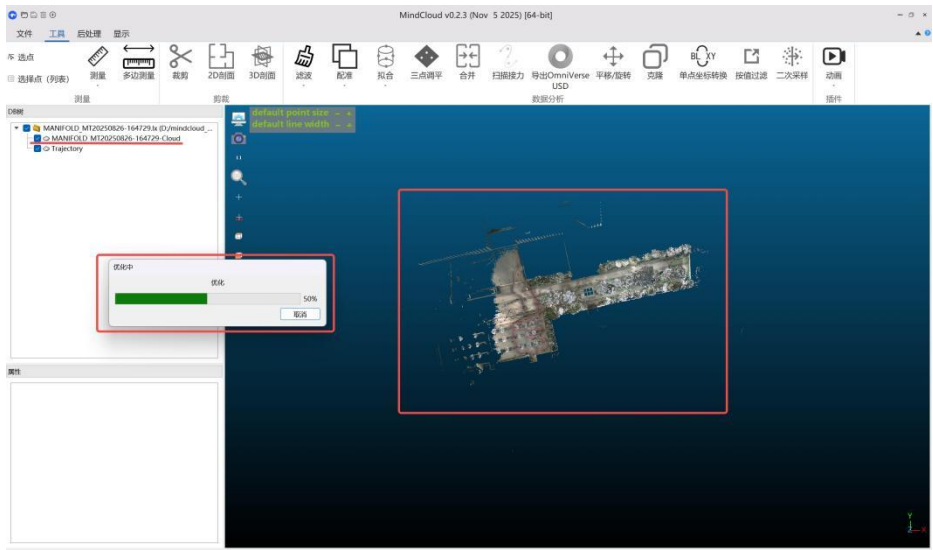 MindCloud v0.2.3 (Nov 5 2025) [64-bit]
文件 工具 后处理 显示
选点
选择点（列表）
测量 多边测量 裁剪 2D剖面 3D剖面 滤波 配准 拟合 三点调平 合并 扫描接力 导出OmniVerse USD 平移/旋转 克隆 单点坐标转换 按值过滤 二次采样 动画
BL XY
测量 剪裁 数据分析 插件
DB树
default point size - +
default line width - +
MANIFOLD_MT20250826-164729.lx (D:/mindcloud_...
MANIFOLD_MT20250826-164729-Cloud
Trajectory
优化中
优化
50%
取消
属性
Y
X